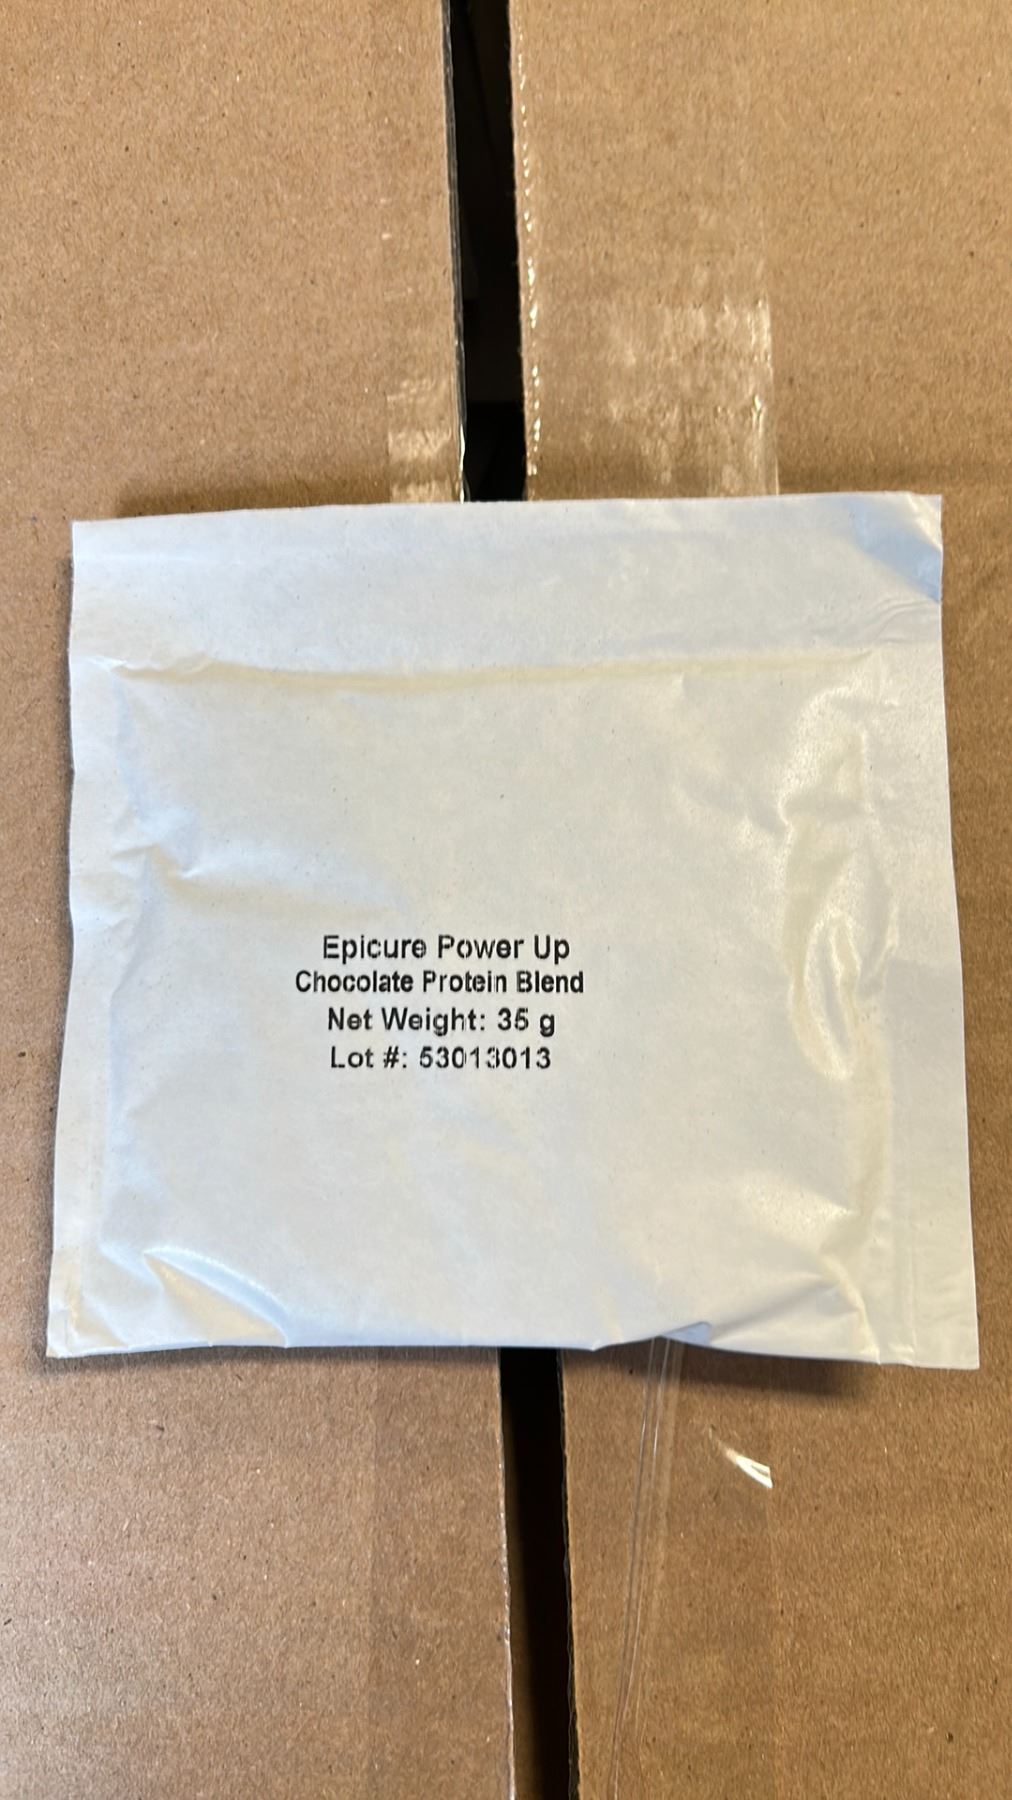 Epicure Power Up
Chocolate Protein Blend
Net Weight: 35 g
Lot #: 53013013